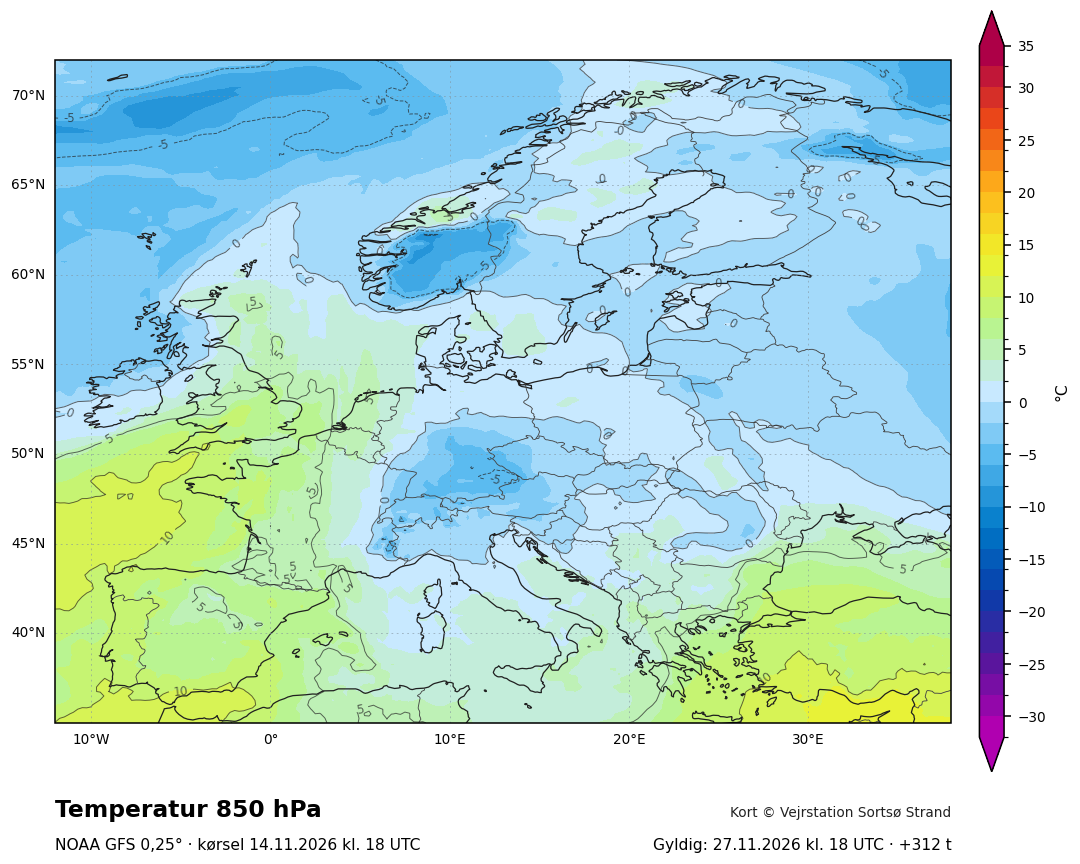 70°N
65°N
60°N
55°N
50°N
45°N
40°N
10°W
0°
10°E
20°E
30°E
35
30
25
20
15
10
5
0
−5
−10
−15
−20
−25
−30
°C
Temperatur 850 hPa
Kort © Vejrstation Sortsø Strand
NOAA GFS 0,25° · kørsel 14.11.2026 kl. 18 UTC
Gyldig: 27.11.2026 kl. 18 UTC · +312 t